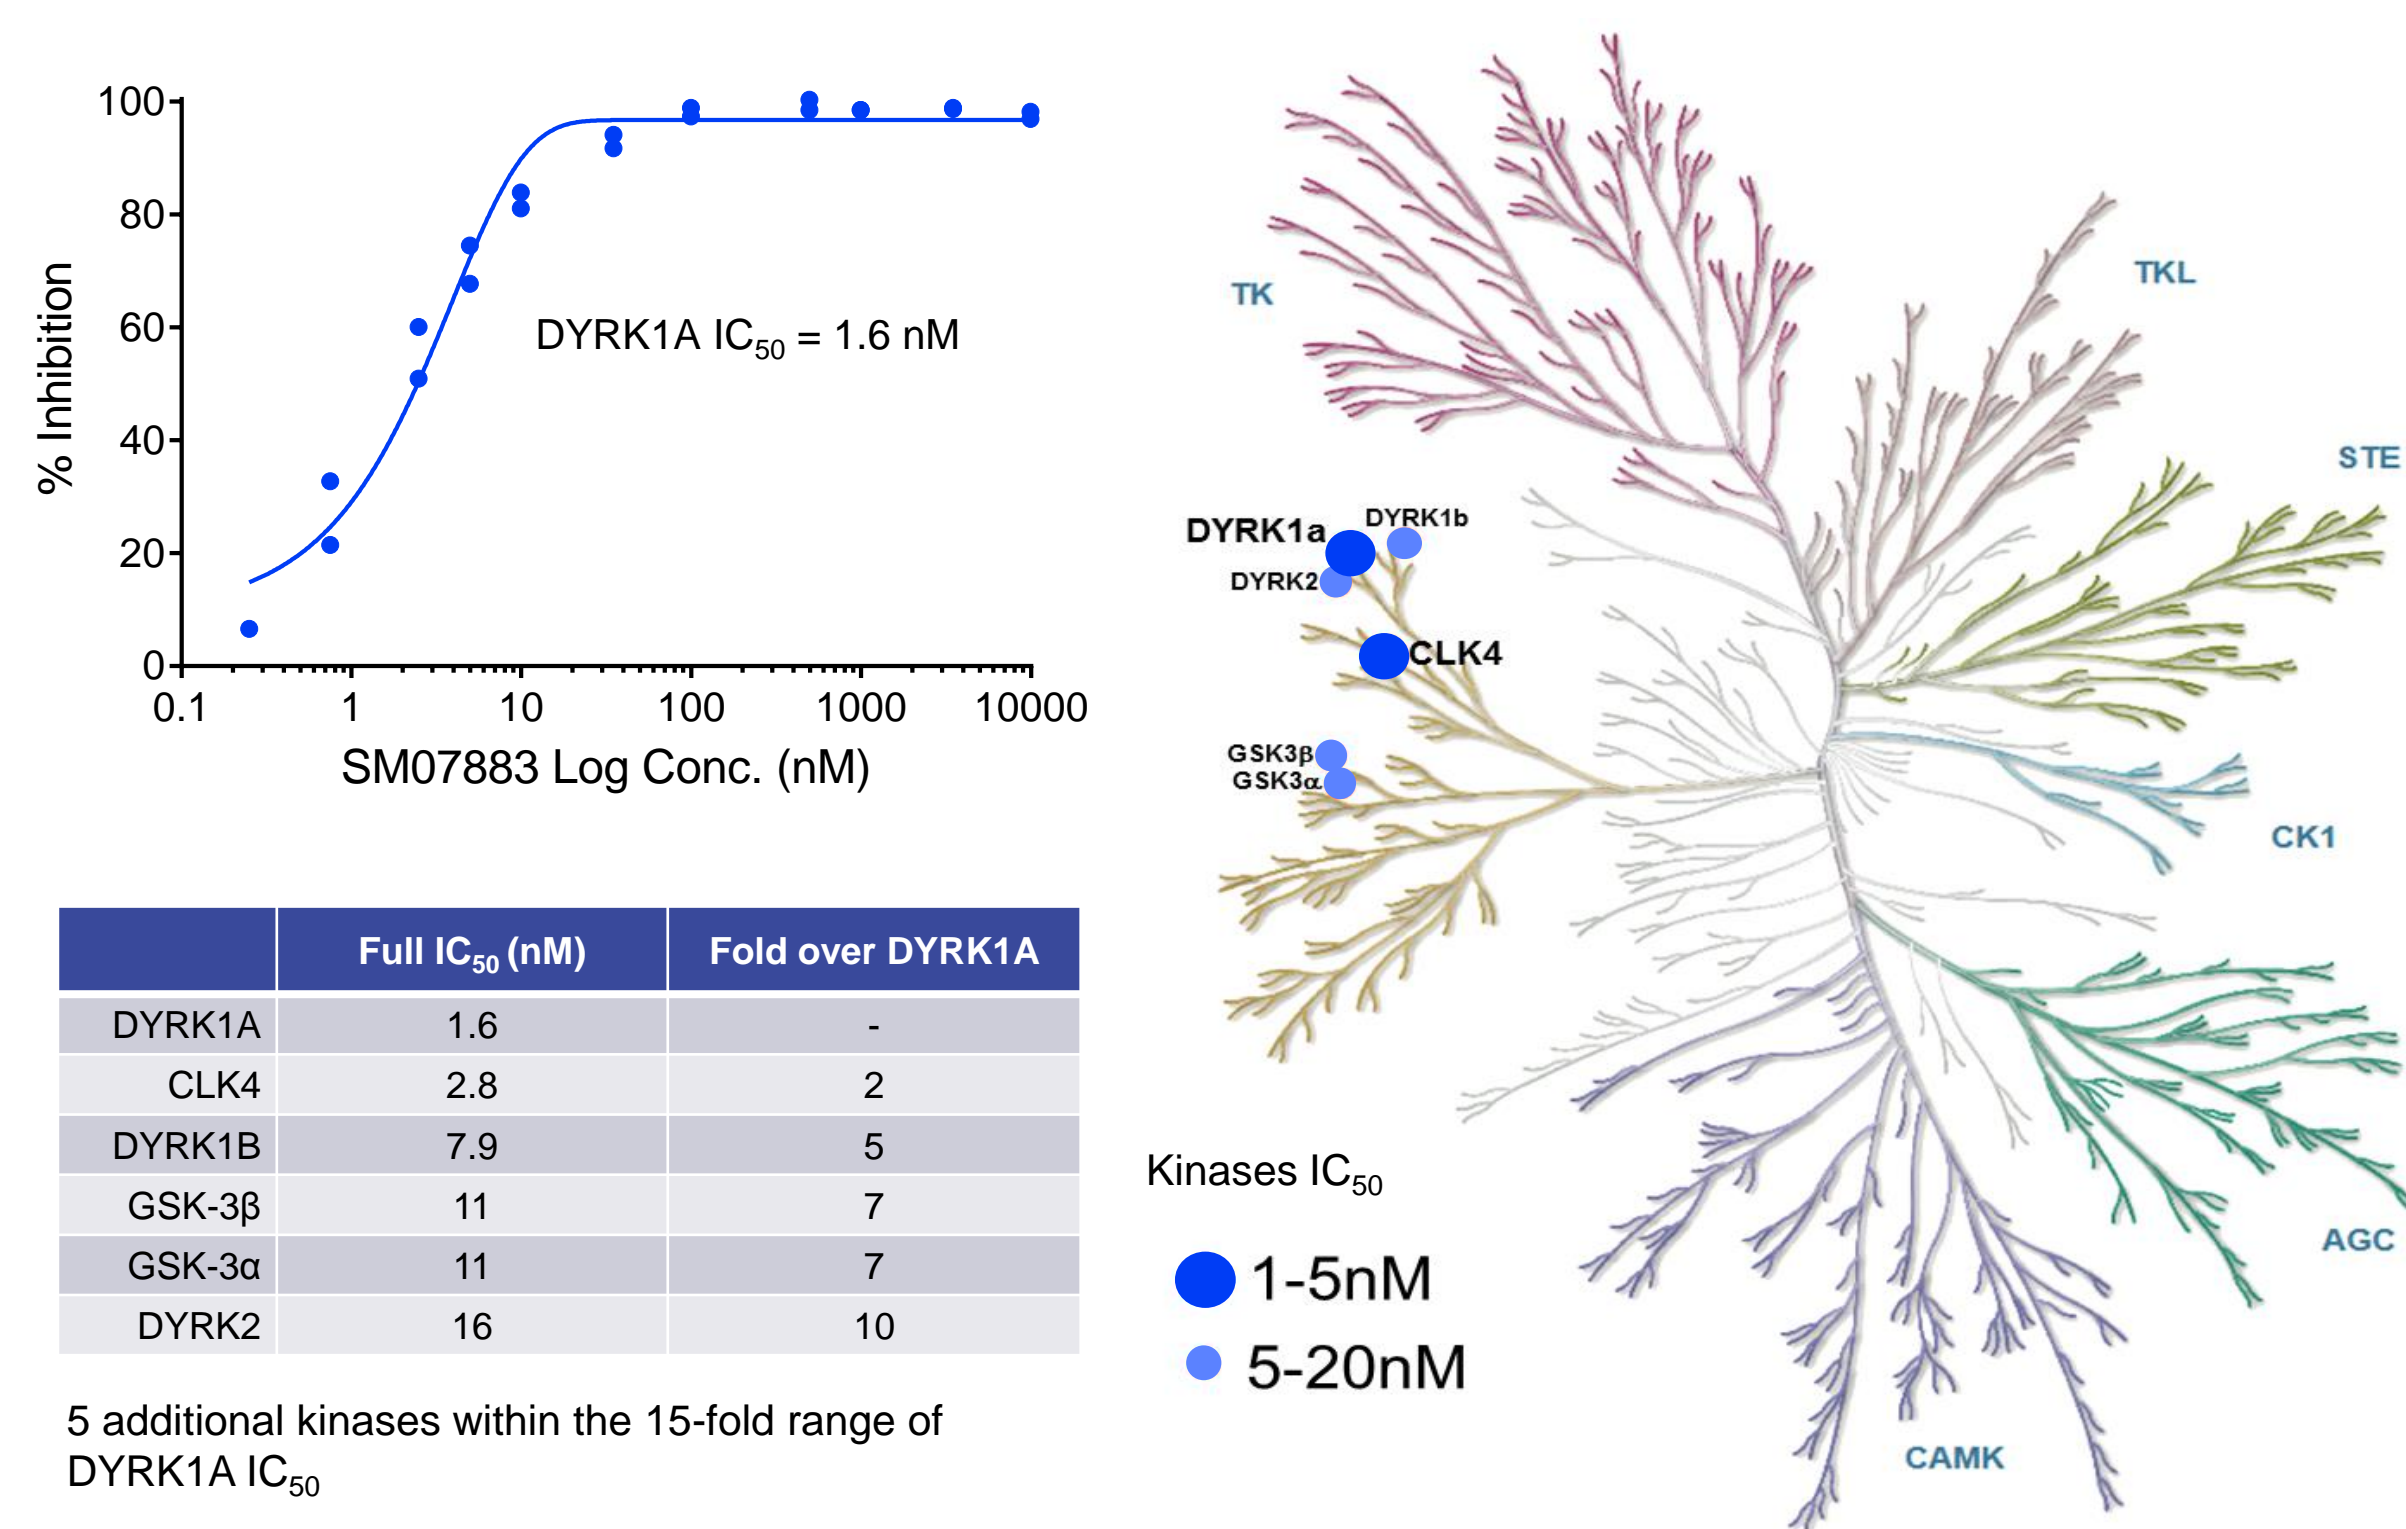 100
80
60
40
20
0
% Inhibition
DYRK1A IC50 = 1.6 nM
0.1 1 10 100 1000 10000
SM07883 Log Conc. (nM)
Full IC50 (nM) Fold over DYRK1A
DYRK1A 1.6 -
CLK4 2.8 2
DYRK1B 7.9 5
GSK-3β 11 7
GSK-3α 11 7
DYRK2 16 10
5 additional kinases within the 15-fold range of
DYRK1A IC50
TK
TKL
STE
DYRK1a
DYRK1b
DYRK2
CLK4
GSK3β
GSK3α
CK1
AGC
CAMK
Kinases IC50
1-5nM
5-20nM